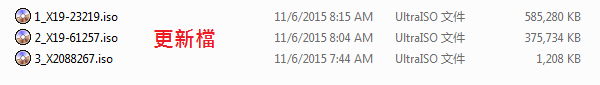 1_X19-23219.iso 11/6/2015 8:15 AM UltraISO 文件 585,280 KB
2_X19-61257.iso 更新檔 11/6/2015 8:04 AM UltraISO 文件 375,734 KB
3_X2088267.iso 11/6/2015 7:44 AM UltraISO 文件 1,208 KB